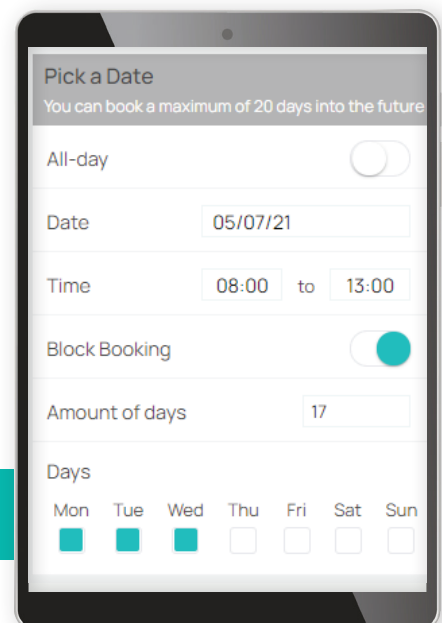 Pick a Date
You can book a maximum of 20 days into the future
All-day
Date 05/07/21
Time 08:00 to 13:00
Block Booking
Amount of days 17
Days
Mon Tue Wed Thu Fri Sat Sun